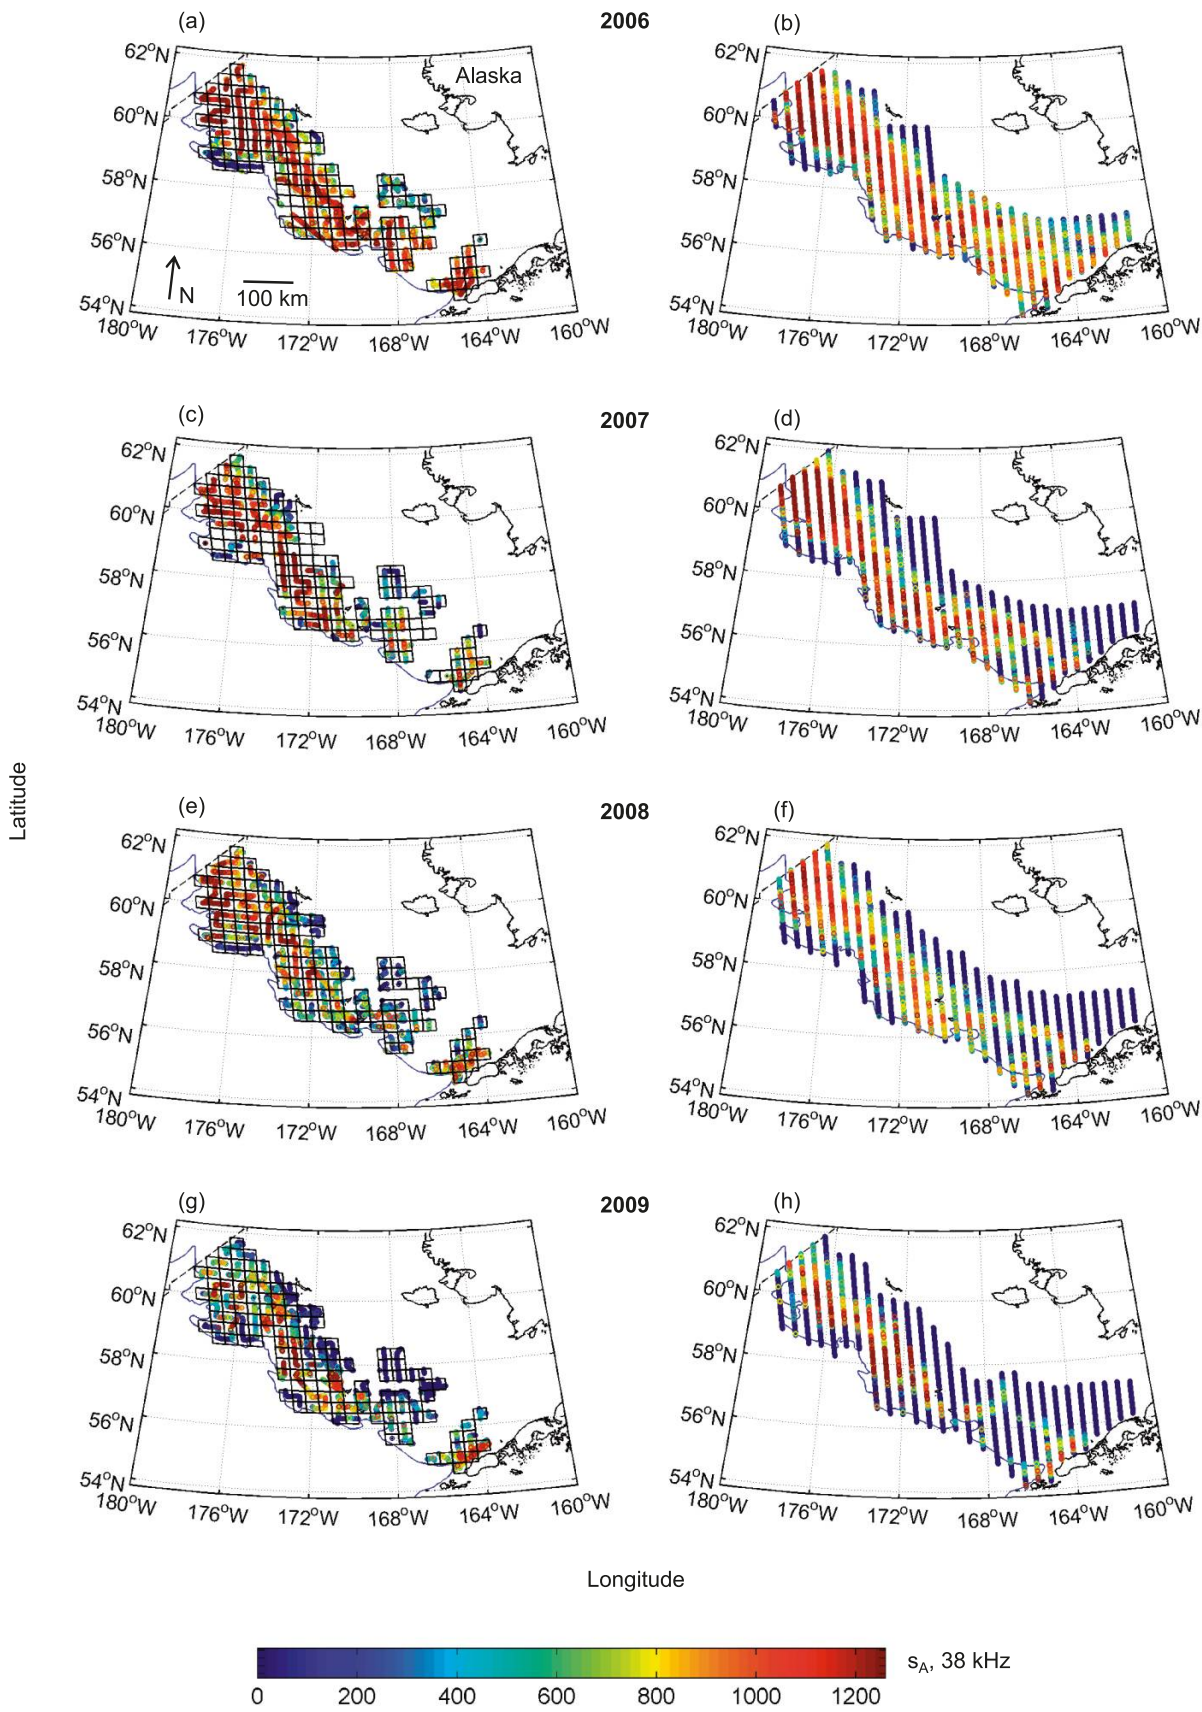 (a)
2006
(b)
62°N
60°N
58°N
56°N
54°N
180°W
176°W
172°W
168°W
164°W
160°W
Alaska
N
100 km
62°N
60°N
58°N
56°N
54°N
180°W
176°W
172°W
168°W
164°W
160°W
(c)
2007
(d)
62°N
60°N
58°N
56°N
54°N
180°W
176°W
172°W
168°W
164°W
160°W
62°N
60°N
58°N
56°N
54°N
180°W
176°W
172°W
168°W
164°W
160°W
Latitude
(e)
2008
(f)
62°N
60°N
58°N
56°N
54°N
180°W
176°W
172°W
168°W
164°W
160°W
62°N
60°N
58°N
56°N
54°N
180°W
176°W
172°W
168°W
164°W
160°W
(g)
2009
(h)
62°N
60°N
58°N
56°N
54°N
180°W
176°W
172°W
168°W
164°W
160°W
62°N
60°N
58°N
56°N
54°N
180°W
176°W
172°W
168°W
164°W
160°W
Longitude
s_A, 38 kHz
0 200 400 600 800 1000 1200